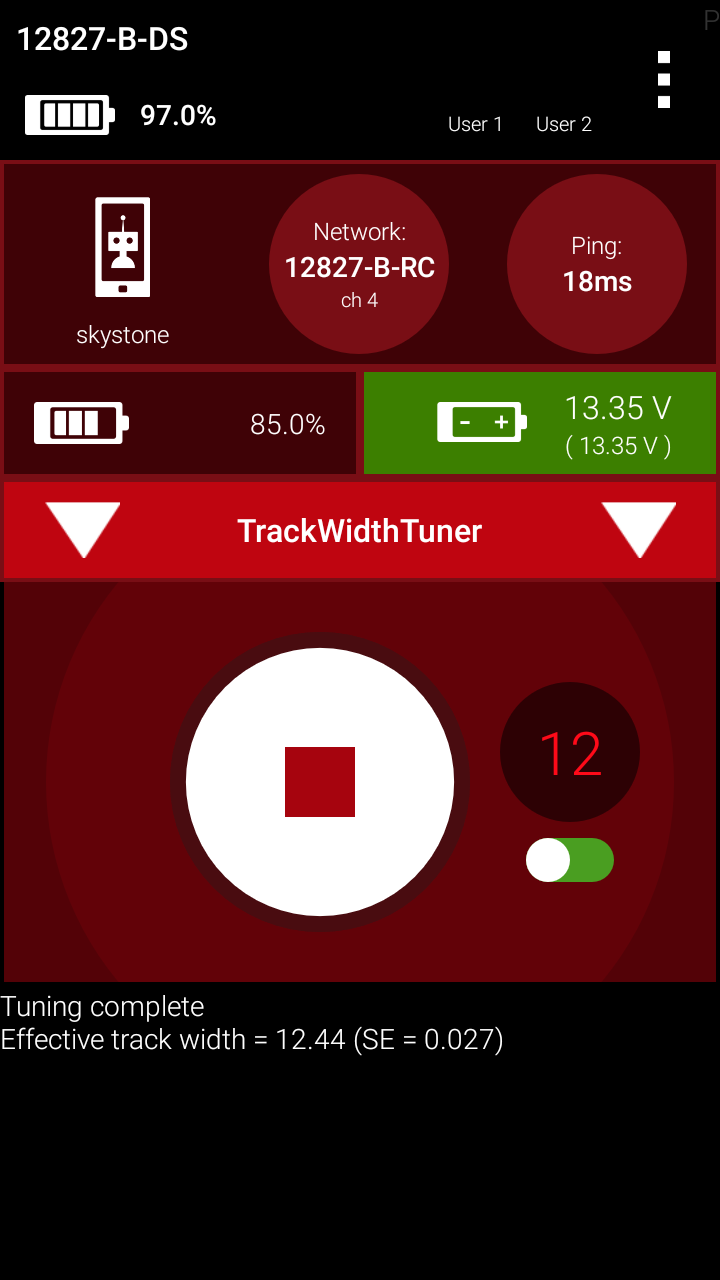 12827-B-DS
P
97.0%
User 1 User 2
Network:
12827-B-RC
ch 4
Ping:
18ms
skystone
85.0%
13.35 V
( 13.35 V )
TrackWidthTuner
12
Tuning complete
Effective track width = 12.44 (SE = 0.027)